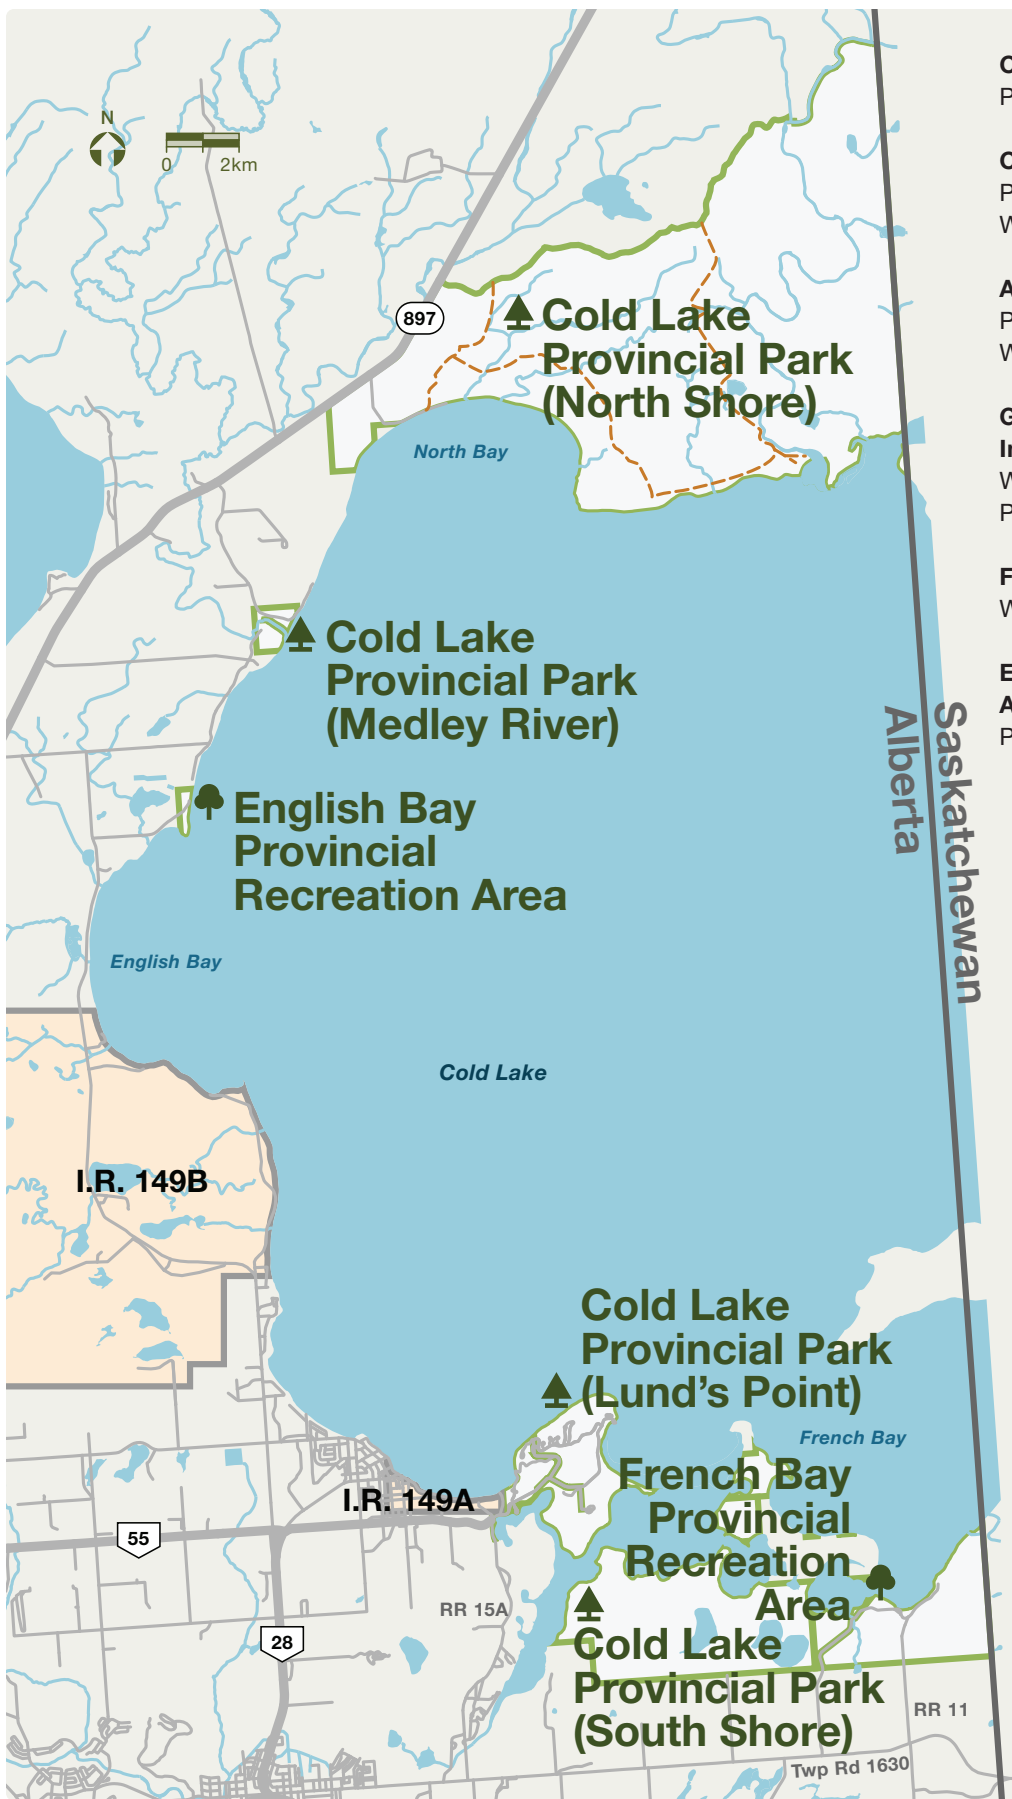 N
0 2km
897
Cold Lake
Provincial Park
(North Shore)
North Bay
Cold Lake
Provincial Park
(Medley River)
Alberta
Saskatchewan
English Bay
Provincial
Recreation Area
English Bay
Cold Lake
I.R. 149B
Cold Lake
Provincial Park
(Lund's Point)
French Bay
French Bay
Provincial
Recreation
Area
I.R. 149A
55
RR 15A
28
Cold Lake
Provincial Park
(South Shore)
RR 11
Twp Rd 1630